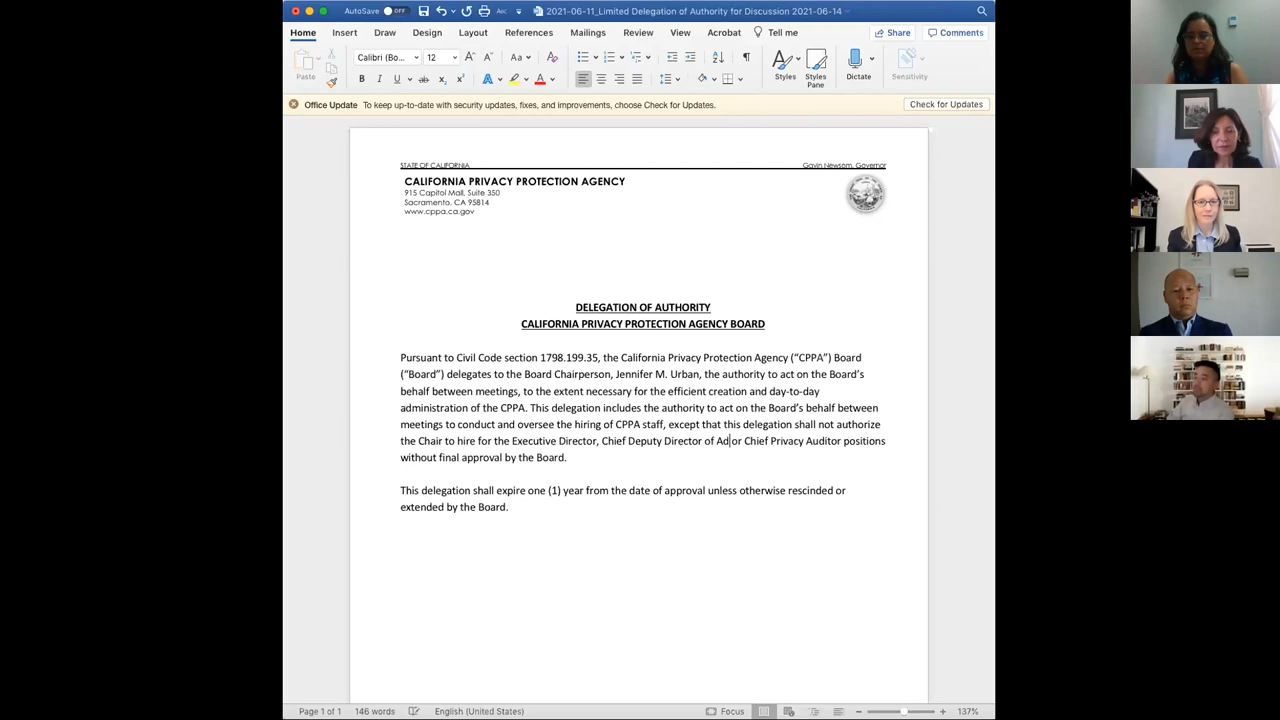 AutoSave OFF 2021-06-11_Limited Delegation of Authority for Discussion 2021-06-14
Home Insert Draw Design Layout References Mailings Review View Acrobat Tell me Share Comments
Paste Calibri (Bo... 12 Styles Styles Pane Dictate Sensitivity
Office Update To keep up-to-date with security updates, fixes, and improvements, choose Check for Updates. Check for Updates
STATE OF CALIFORNIA Gavin Newsom, Governor
CALIFORNIA PRIVACY PROTECTION AGENCY
915 Capitol Mall, Suite 350
Sacramento, CA 95814
www.cppa.ca.gov
DELEGATION OF AUTHORITY
CALIFORNIA PRIVACY PROTECTION AGENCY BOARD
Pursuant to Civil Code section 1798.199.35, the California Privacy Protection Agency (“CPPA”) Board
(“Board”) delegates to the Board Chairperson, Jennifer M. Urban, the authority to act on the Board’s
behalf between meetings, to the extent necessary for the efficient creation and day-to-day
administration of the CPPA. This delegation includes the authority to act on the Board’s behalf between
meetings to conduct and oversee the hiring of CPPA staff, except that this delegation shall not authorize
the Chair to hire for the Executive Director, Chief Deputy Director of Ad or Chief Privacy Auditor positions
without final approval by the Board.
This delegation shall expire one (1) year from the date of approval unless otherwise rescinded or
extended by the Board.
Page 1 of 1 146 words English (United States) Focus 137%